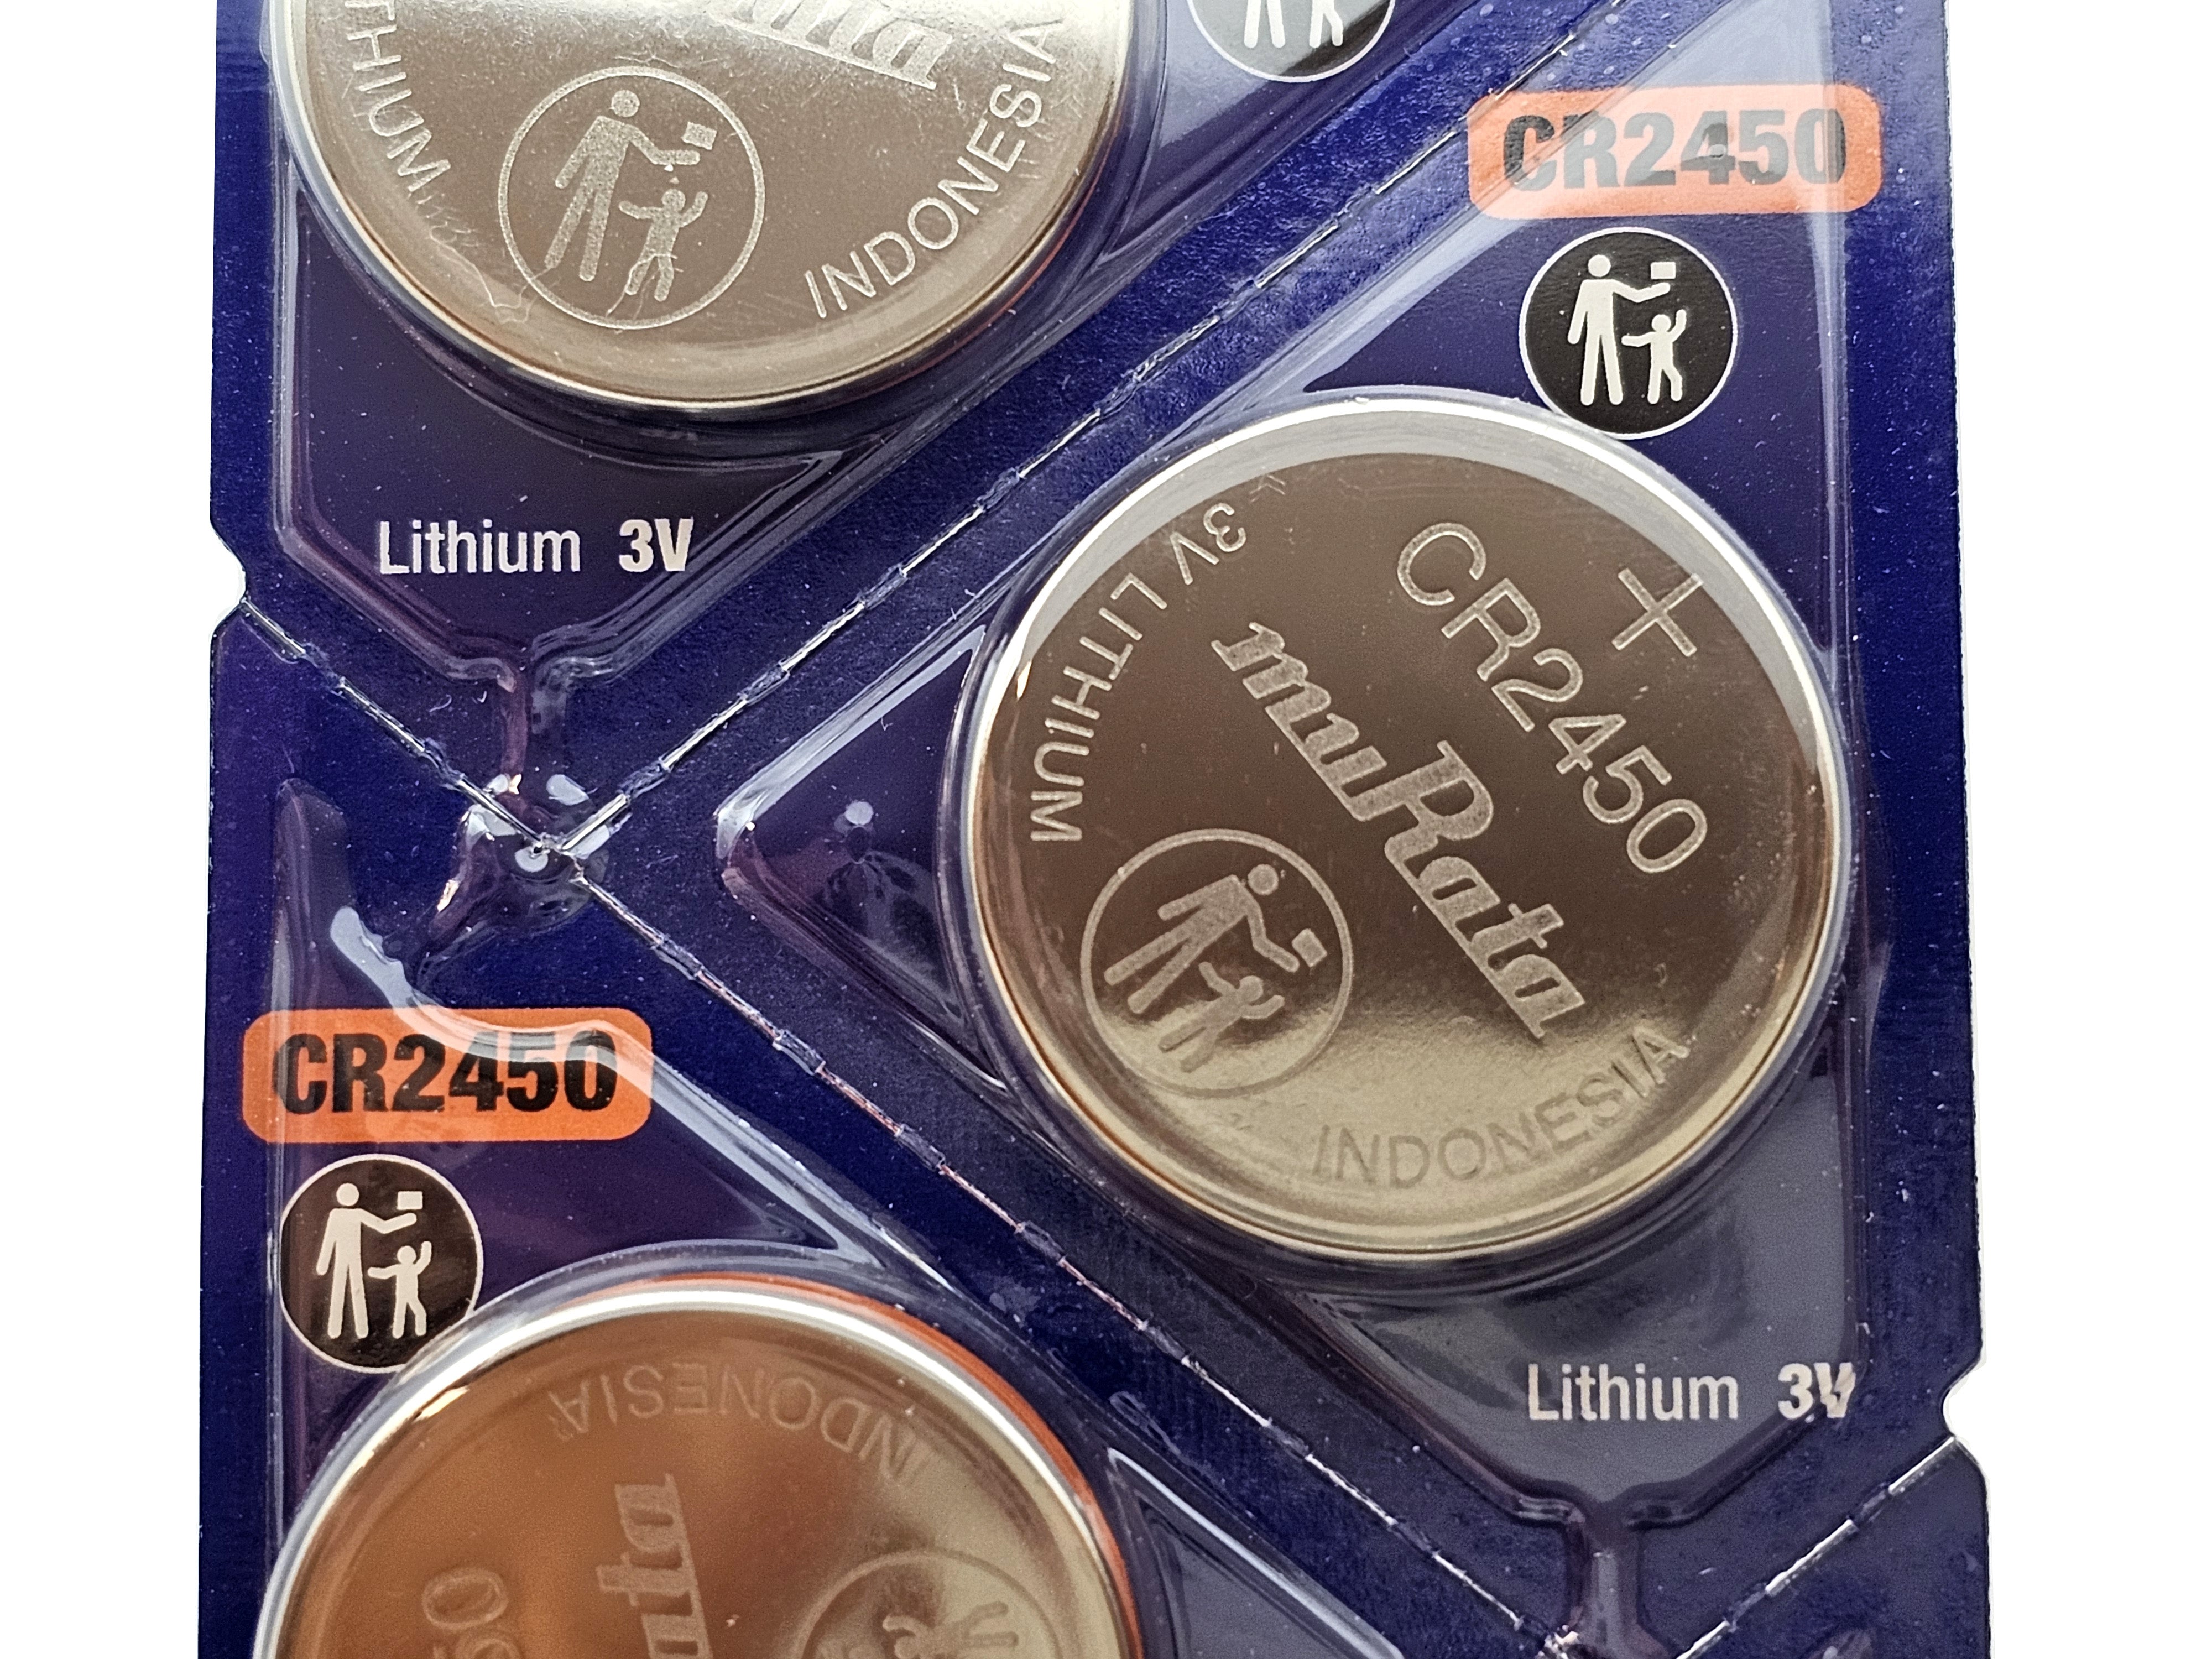 LITHIUM
INDONESIA
CR2450
Lithium 3V
+
CR2450
muRata
3V LITHIUM
INDONESIA
CR2450
Lithium 3V
INDONESIA